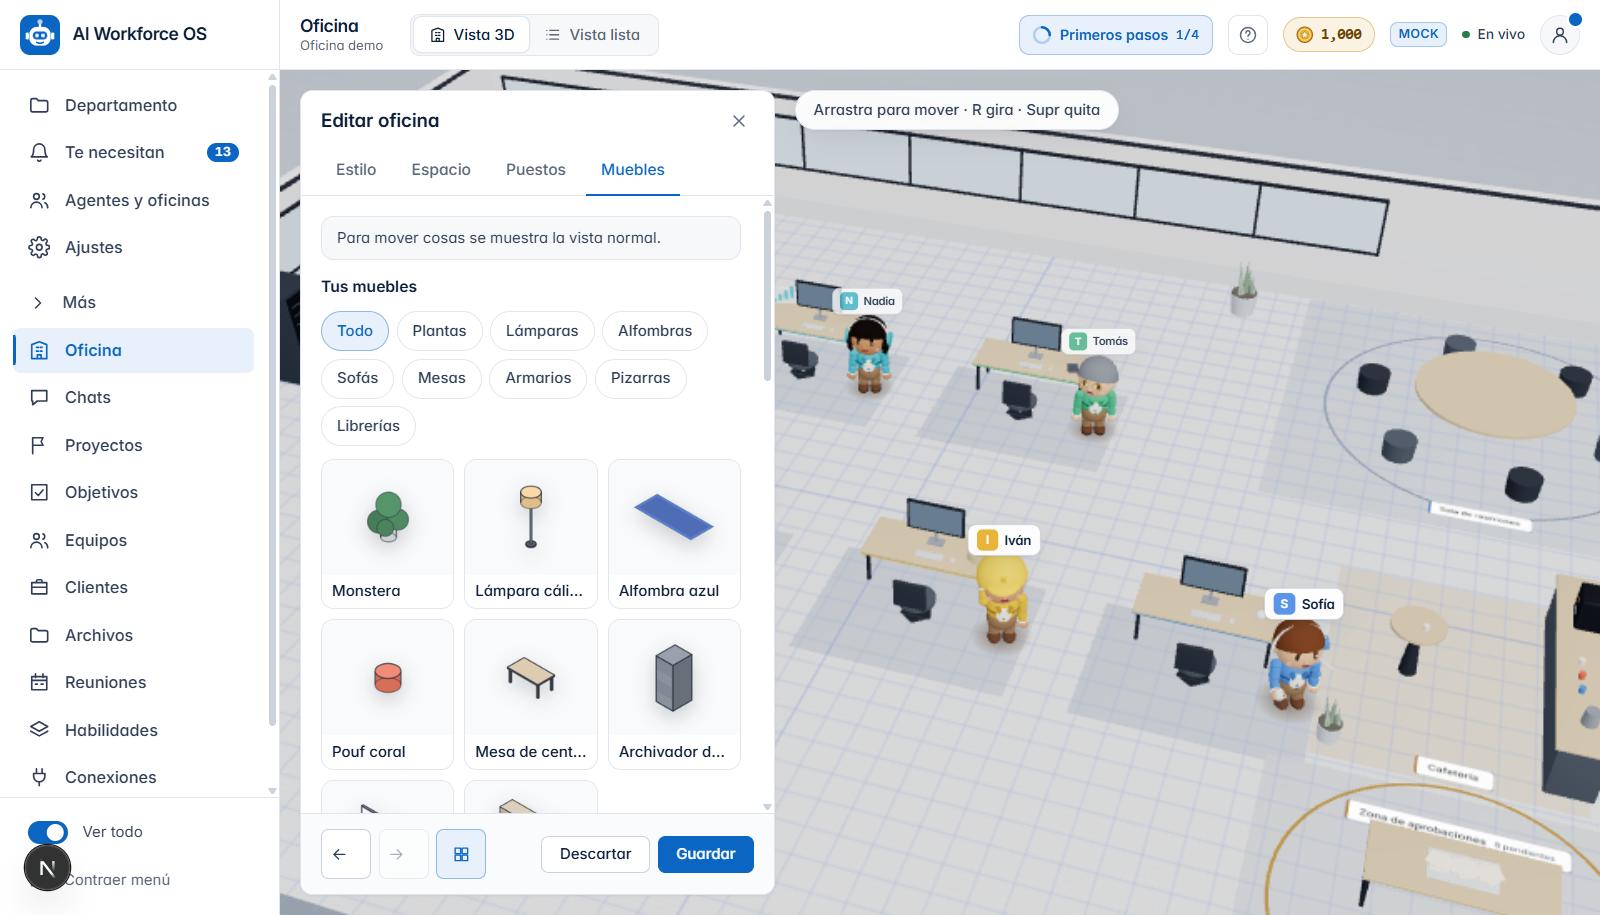 AI Workforce OS
Oficina
Oficina demo
Vista 3D
Vista lista
Primeros pasos 1/4
1,000
MOCK
En vivo
Departamento
Te necesitan 13
Agentes y oficinas
Ajustes
Más
Oficina
Chats
Proyectos
Objetivos
Equipos
Clientes
Archivos
Reuniones
Habilidades
Conexiones
Ver todo
N
Contraer menú
Editar oficina
Estilo
Espacio
Puestos
Muebles
Para mover cosas se muestra la vista normal.
Tus muebles
Todo
Plantas
Lámparas
Alfombras
Sofás
Mesas
Armarios
Pizarras
Librerías
Monstera
Lámpara cáli...
Alfombra azul
Pouf coral
Mesa de cent...
Archivador d...
Descartar
Guardar
Arrastra para mover · R gira · Supr quita
N Nadia
T Tomás
I Iván
S Sofía
Sala de reuniones
Cafetería
Zona de aprobaciones
pendientes